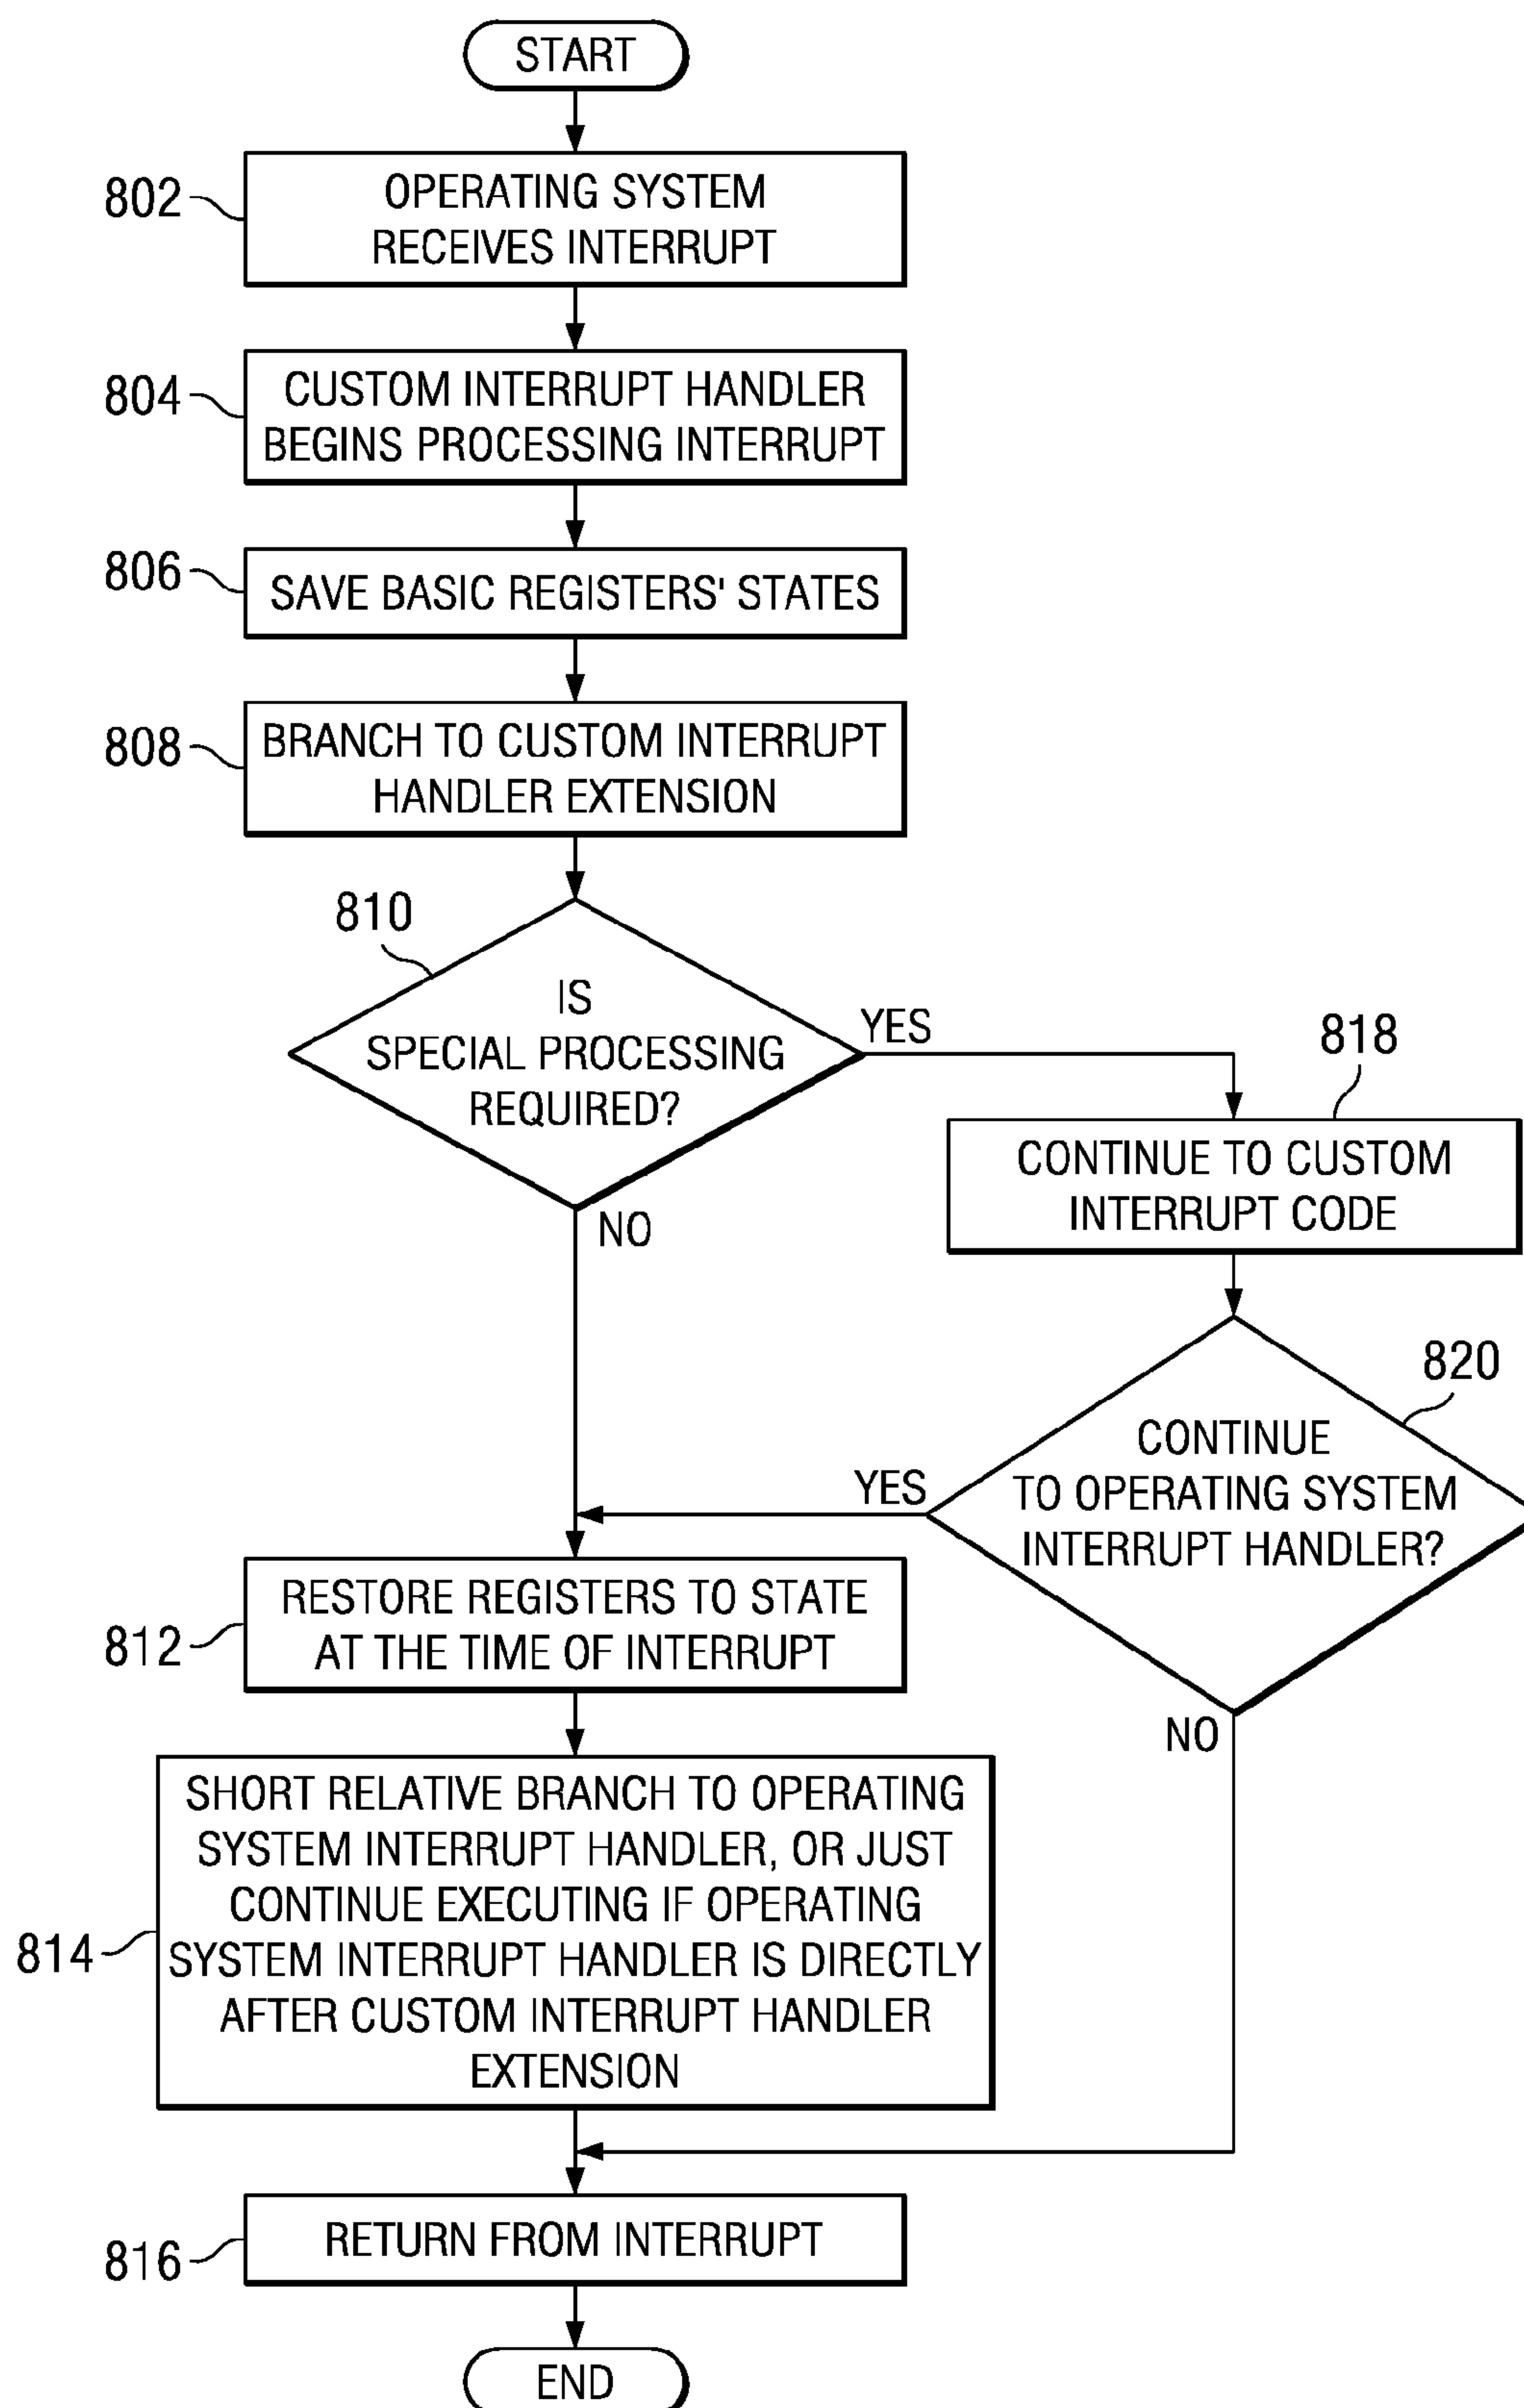 START
802
OPERATING SYSTEM
RECEIVES INTERRUPT
804
CUSTOM INTERRUPT HANDLER
BEGINS PROCESSING INTERRUPT
806
SAVE BASIC REGISTERS' STATES
808
BRANCH TO CUSTOM INTERRUPT
HANDLER EXTENSION
810
IS
SPECIAL PROCESSING
REQUIRED?
YES
NO
818
CONTINUE TO CUSTOM
INTERRUPT CODE
820
CONTINUE
TO OPERATING SYSTEM
INTERRUPT HANDLER?
YES
NO
812
RESTORE REGISTERS TO STATE
AT THE TIME OF INTERRUPT
814
SHORT RELATIVE BRANCH TO OPERATING
SYSTEM INTERRUPT HANDLER, OR JUST
CONTINUE EXECUTING IF OPERATING
SYSTEM INTERRUPT HANDLER IS DIRECTLY
AFTER CUSTOM INTERRUPT HANDLER
EXTENSION
816
RETURN FROM INTERRUPT
END